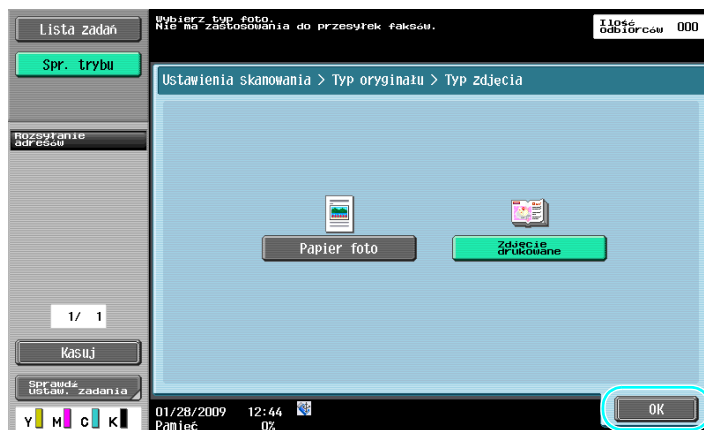 Lista zadań
Wybierz typ foto.
Nie ma zastosowania do przesyłek faksów.
Ilość
odbiorców 000
Spr. trybu
Ustawienia skanowania > Typ oryginału > Typ zdjęcia
Rozsyłanie
adresów
Papier foto
Zdjęcie
drukowane
1/ 1
Kasuj
Sprawdź
ustaw. zadania
Y M C K
01/28/2009 12:44
Pamięć 0%
OK